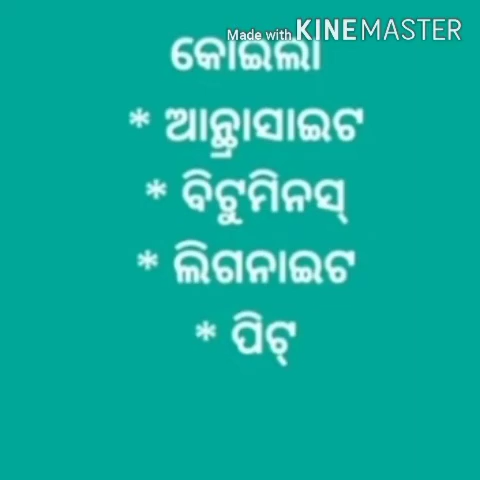 Made with KINEMASTER
କୋଇଲା
* ଆନ୍ଥ୍ରାସାଇଟ
* ବିଟୁମିନସ୍
* ଲିଗନାଇଟ
* ପିଟ୍